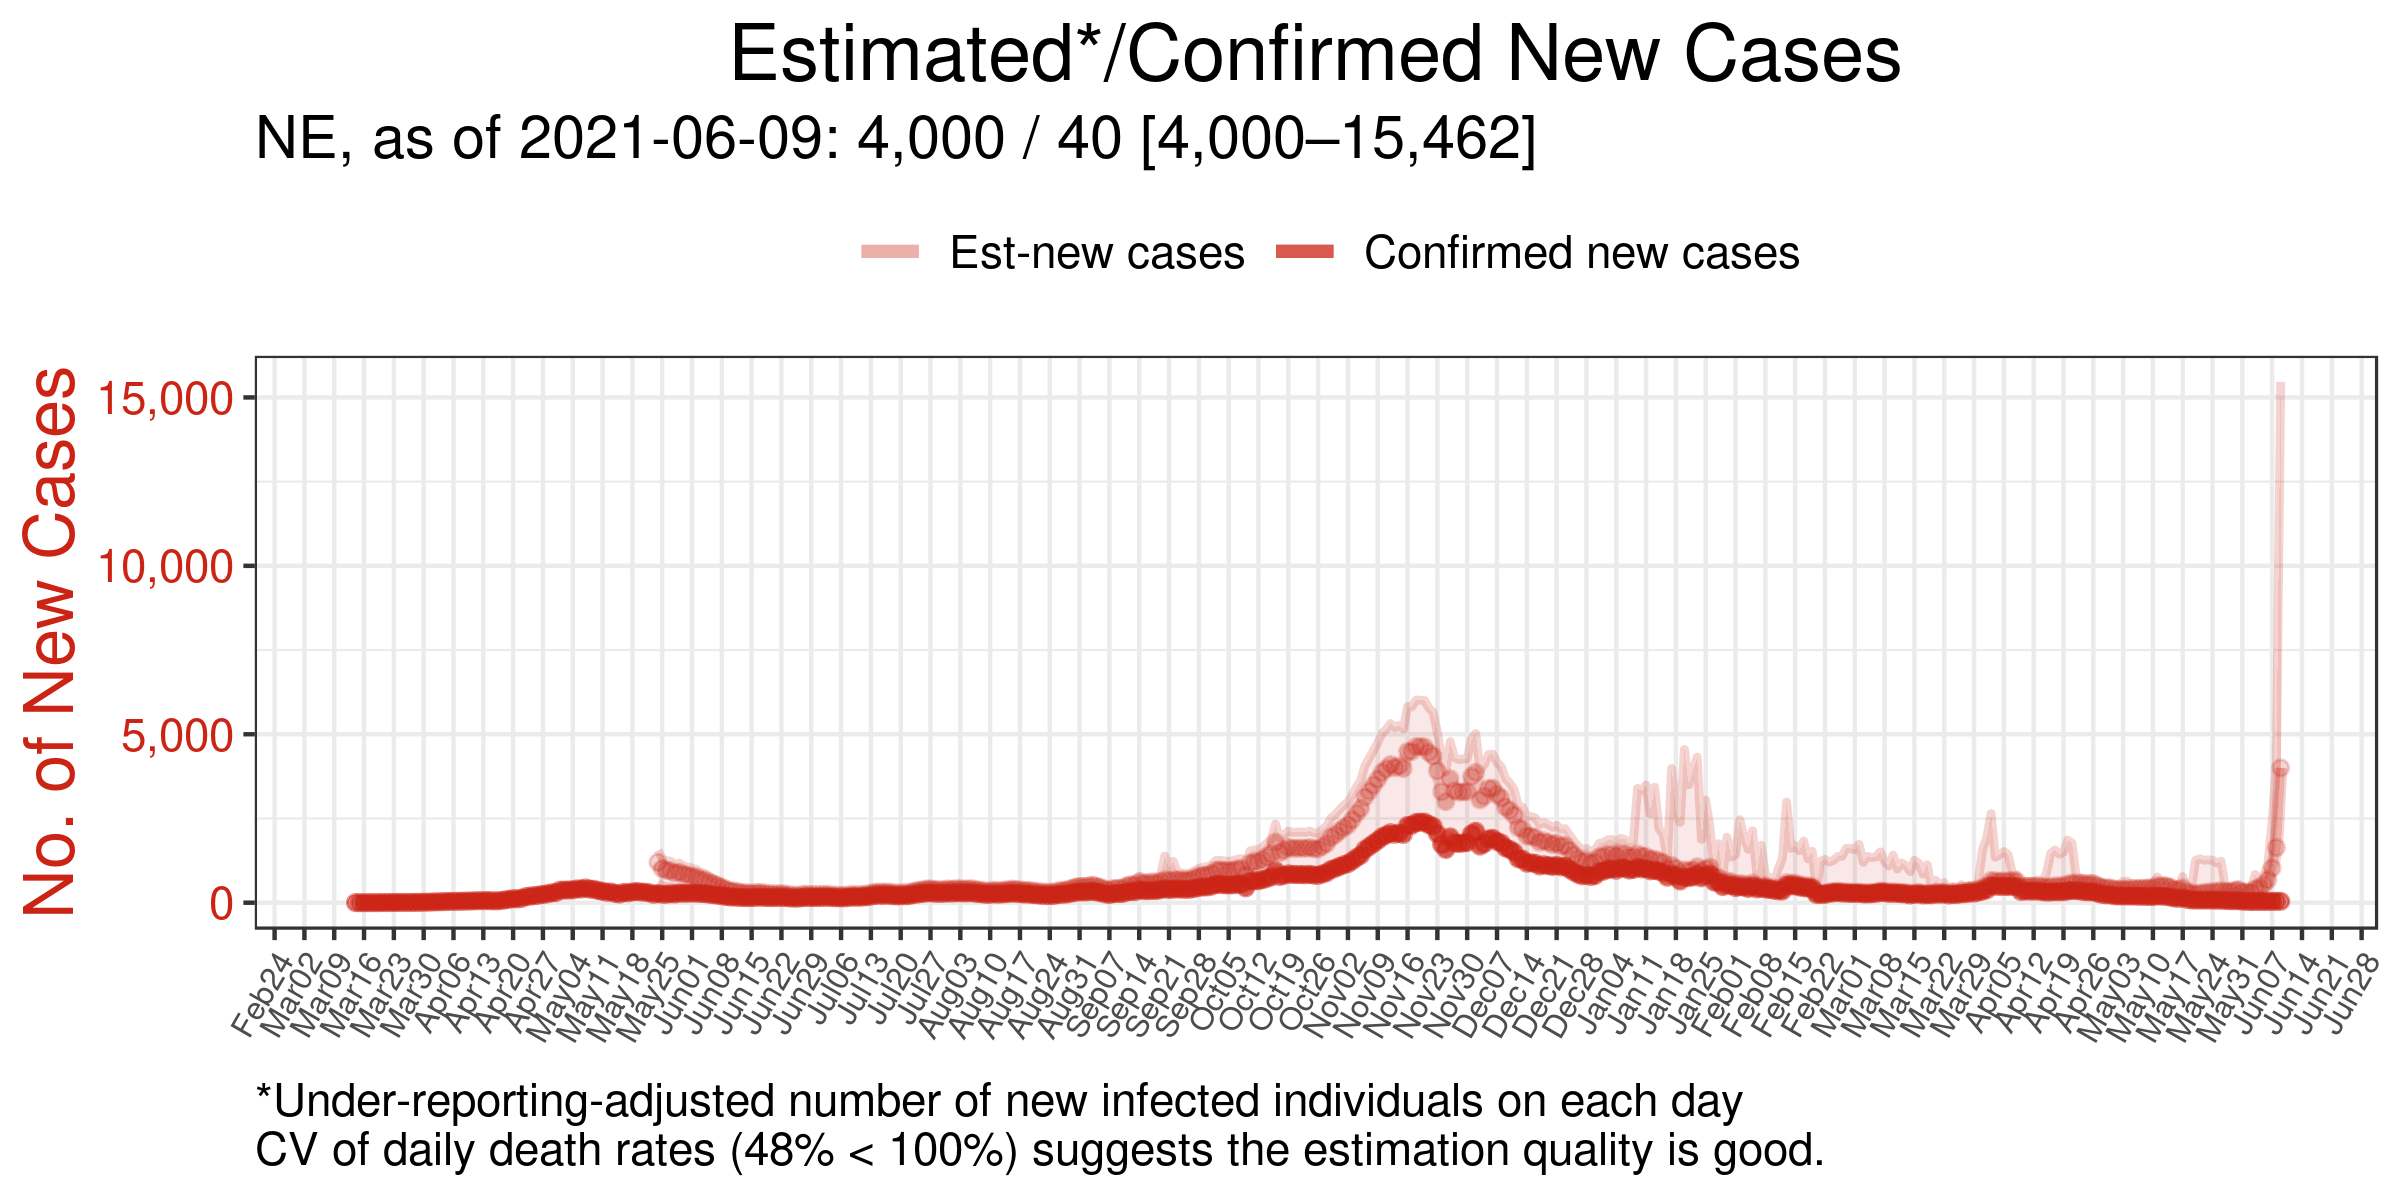 Estimated*/Confirmed New Cases
NE, as of 2021-06-09: 4,000 / 40 [4,000–15,462]
Est-new cases
Confirmed new cases
No. of New Cases
15,000
10,000
5,000
0
Feb24
Mar02
Mar09
Mar16
Mar23
Mar30
Apr06
Apr13
Apr20
Apr27
May04
May11
May18
May25
Jun01
Jun08
Jun15
Jun22
Jun29
Jul06
Jul13
Jul20
Jul27
Aug03
Aug10
Aug17
Aug24
Aug31
Sep07
Sep14
Sep21
Sep28
Oct05
Oct12
Oct19
Oct26
Nov02
Nov09
Nov16
Nov23
Nov30
Dec07
Dec14
Dec21
Dec28
Jan04
Jan11
Jan18
Jan25
Feb01
Feb08
Feb15
Feb22
Mar01
Mar08
Mar15
Mar22
Mar29
Apr05
Apr12
Apr19
Apr26
May03
May10
May17
May24
May31
Jun07
Jun14
Jun21
Jun28
*Under-reporting-adjusted number of new infected individuals on each day
CV of daily death rates (48% < 100%) suggests the estimation quality is good.